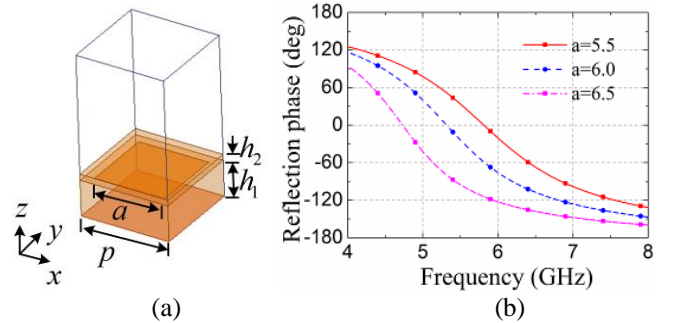 h2
h1
a
p
z
y
x
(a)
Reflection phase (deg)
180
120
60
0
-60
-120
-180
4
5
6
7
8
Frequency (GHz)
a=5.5
a=6.0
a=6.5
(b)